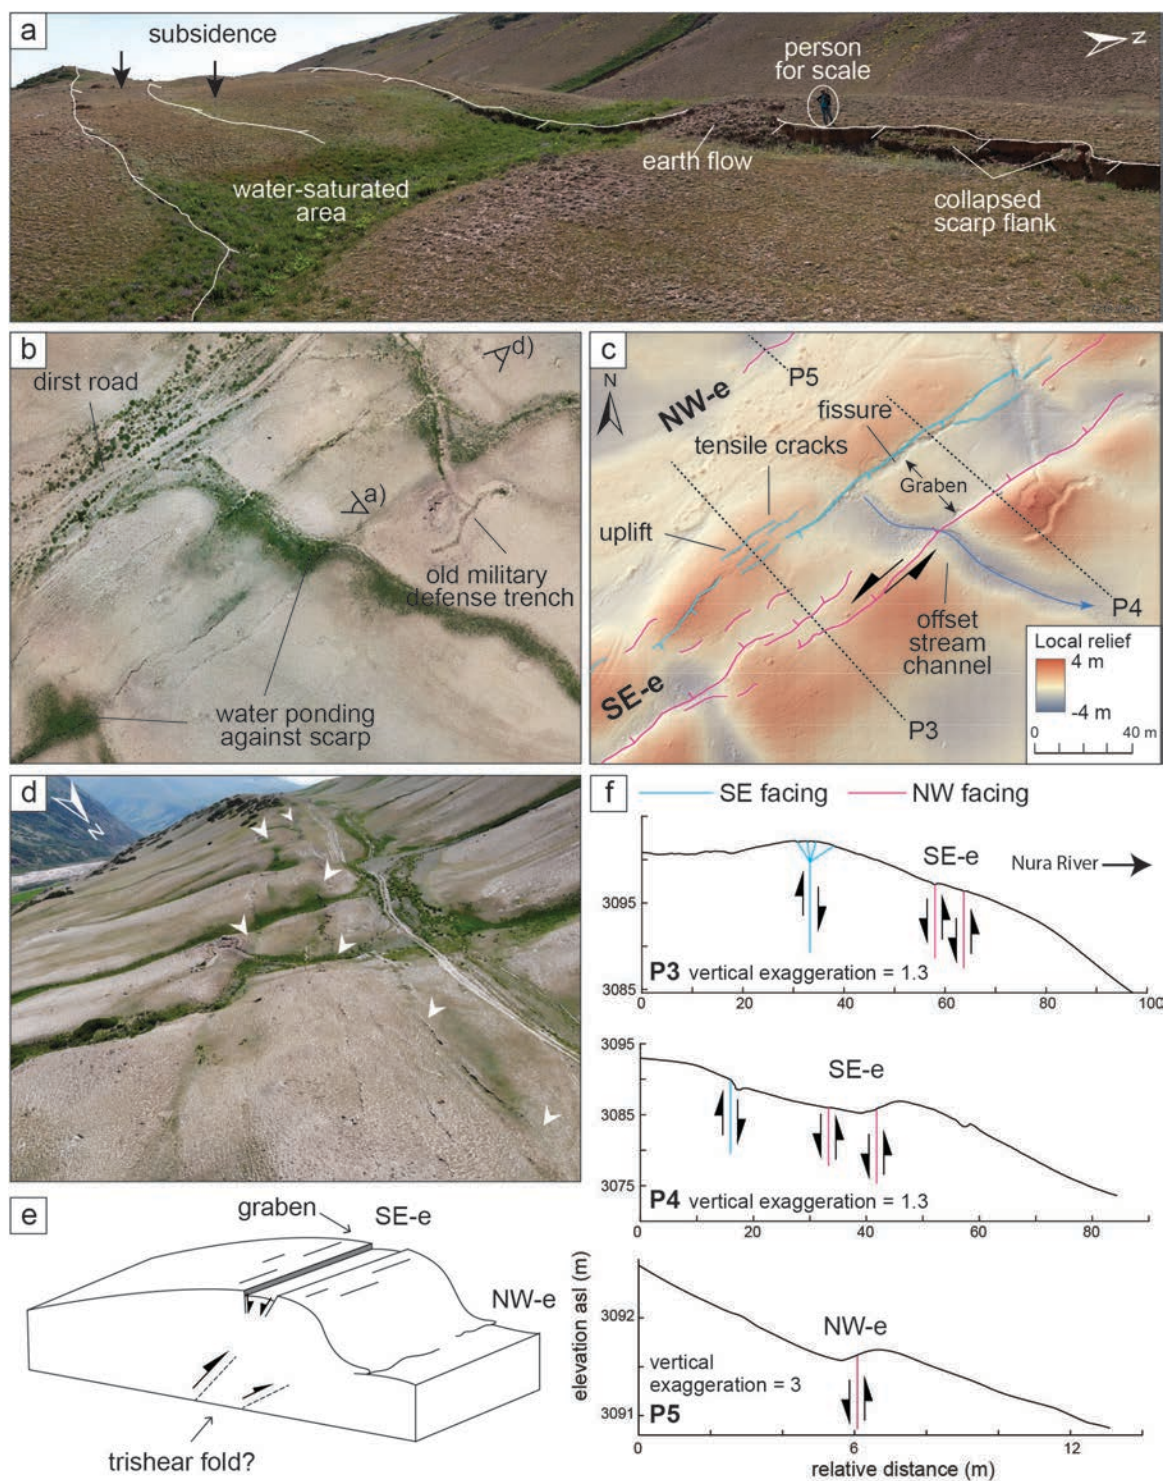 a
subsidence
person
for scale
N
earth flow
water-saturated
area
collapsed
scarp flank
b
dirst road
d)
a)
old military
defense trench
water ponding
against scarp
c
N
NW-e
P5
fissure
tensile cracks
Graben
uplift
offset
stream
channel
P4
P3
SE-e
Local relief
4 m
-4 m
0
40 m
d
N
e
graben
SE-e
NW-e
trishear fold?
f
SE facing
NW facing
SE-e
Nura River
3095
3085
P3 vertical exaggeration = 1.3
0 20 40 60 80 100
3095
SE-e
3085
3075
P4 vertical exaggeration = 1.3
0 20 40 60 80
elevation asl (m)
3092
NW-e
vertical
exaggeration = 3
P5
3091
0 6 12
relative distance (m)